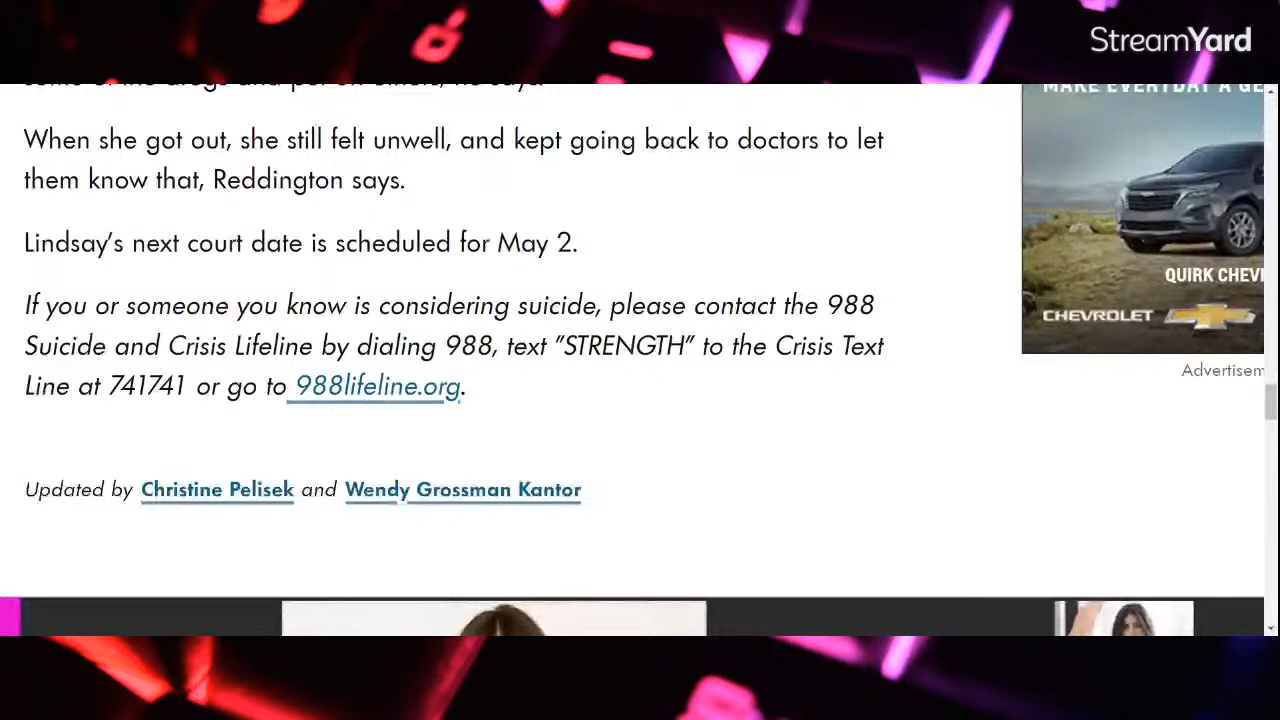 StreamYard
MAKE EVERYDAY A GE
When she got out, she still felt unwell, and kept going back to doctors to let
them know that, Reddington says.
Lindsay's next court date is scheduled for May 2.
If you or someone you know is considering suicide, please contact the 988
Suicide and Crisis Lifeline by dialing 988, text "STRENGTH" to the Crisis Text
Line at 741741 or go to 988lifeline.org.
QUIRK CHEV
CHEVROLET
Advertisem
Updated by Christine Pelisek and Wendy Grossman Kantor